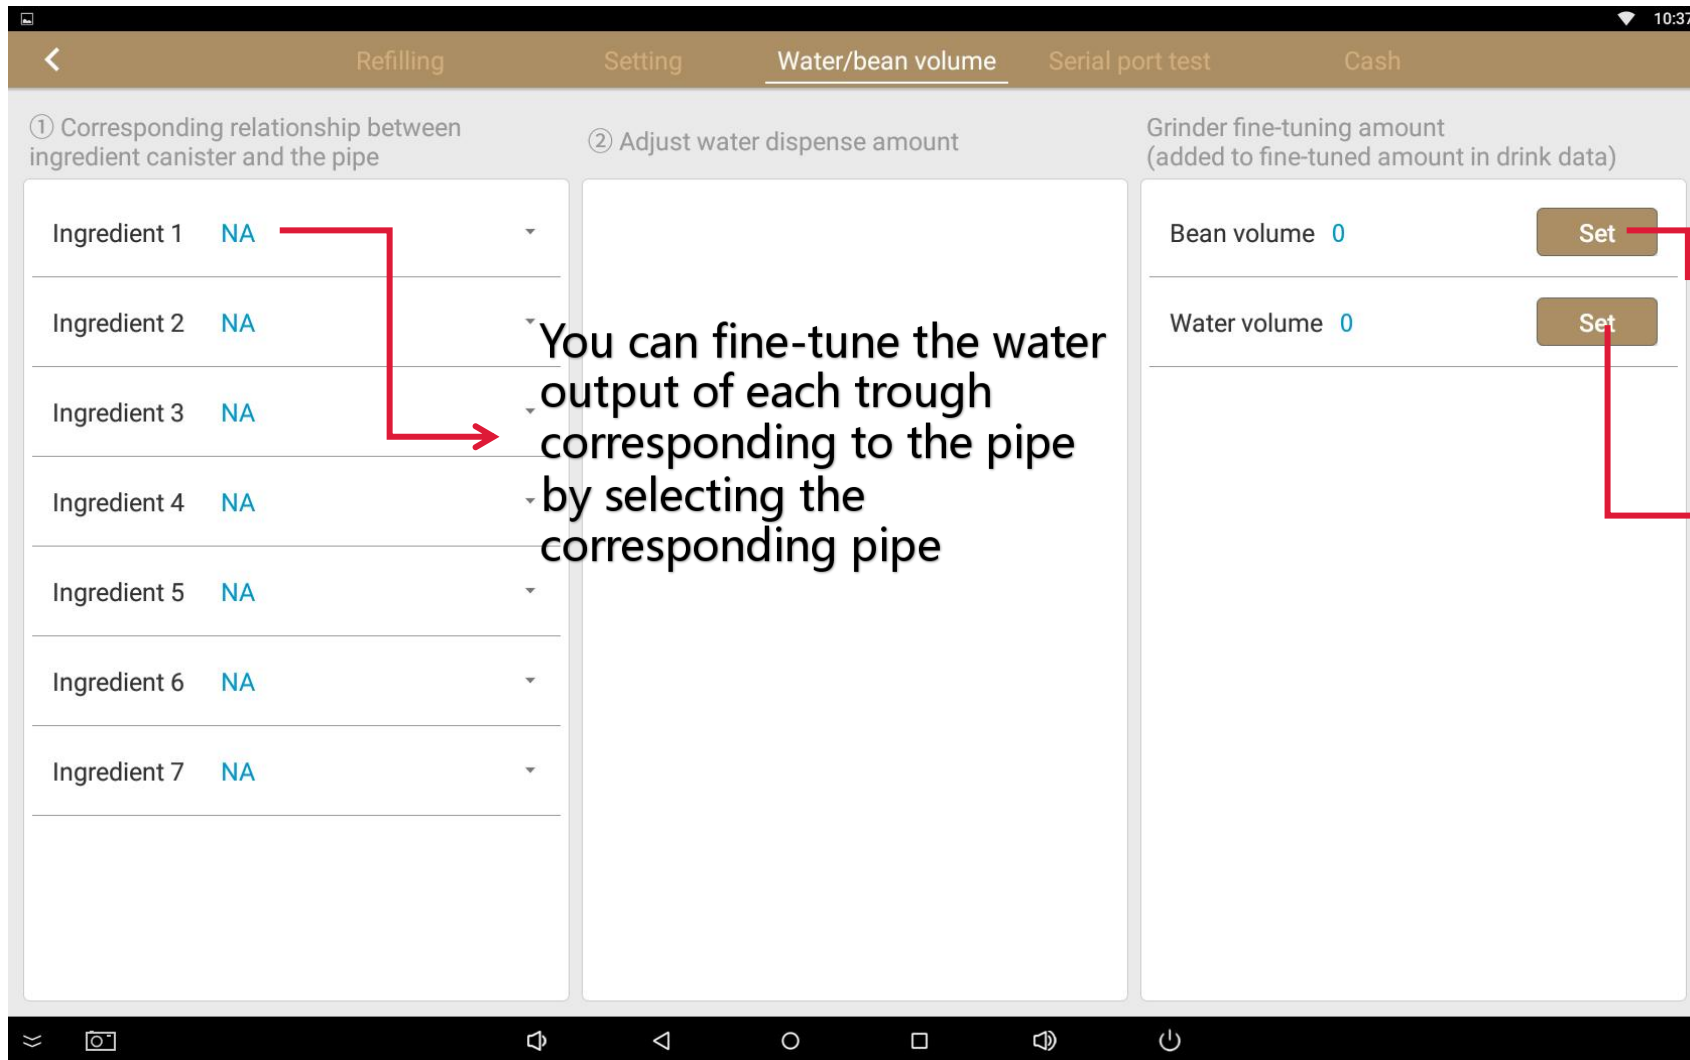 10:37
Refilling
Setting
Water/bean volume
Serial port test
Cash
① Corresponding relationship between
ingredient canister and the pipe
② Adjust water dispense amount
Grinder fine-tuning amount
(added to fine-tuned amount in drink data)
Ingredient 1 NA
Ingredient 2 NA
Ingredient 3 NA
Ingredient 4 NA
Ingredient 5 NA
Ingredient 6 NA
Ingredient 7 NA
You can fine-tune the water
output of each trough
corresponding to the pipe
by selecting the
corresponding pipe
Bean volume 0 Set
Water volume 0 Set